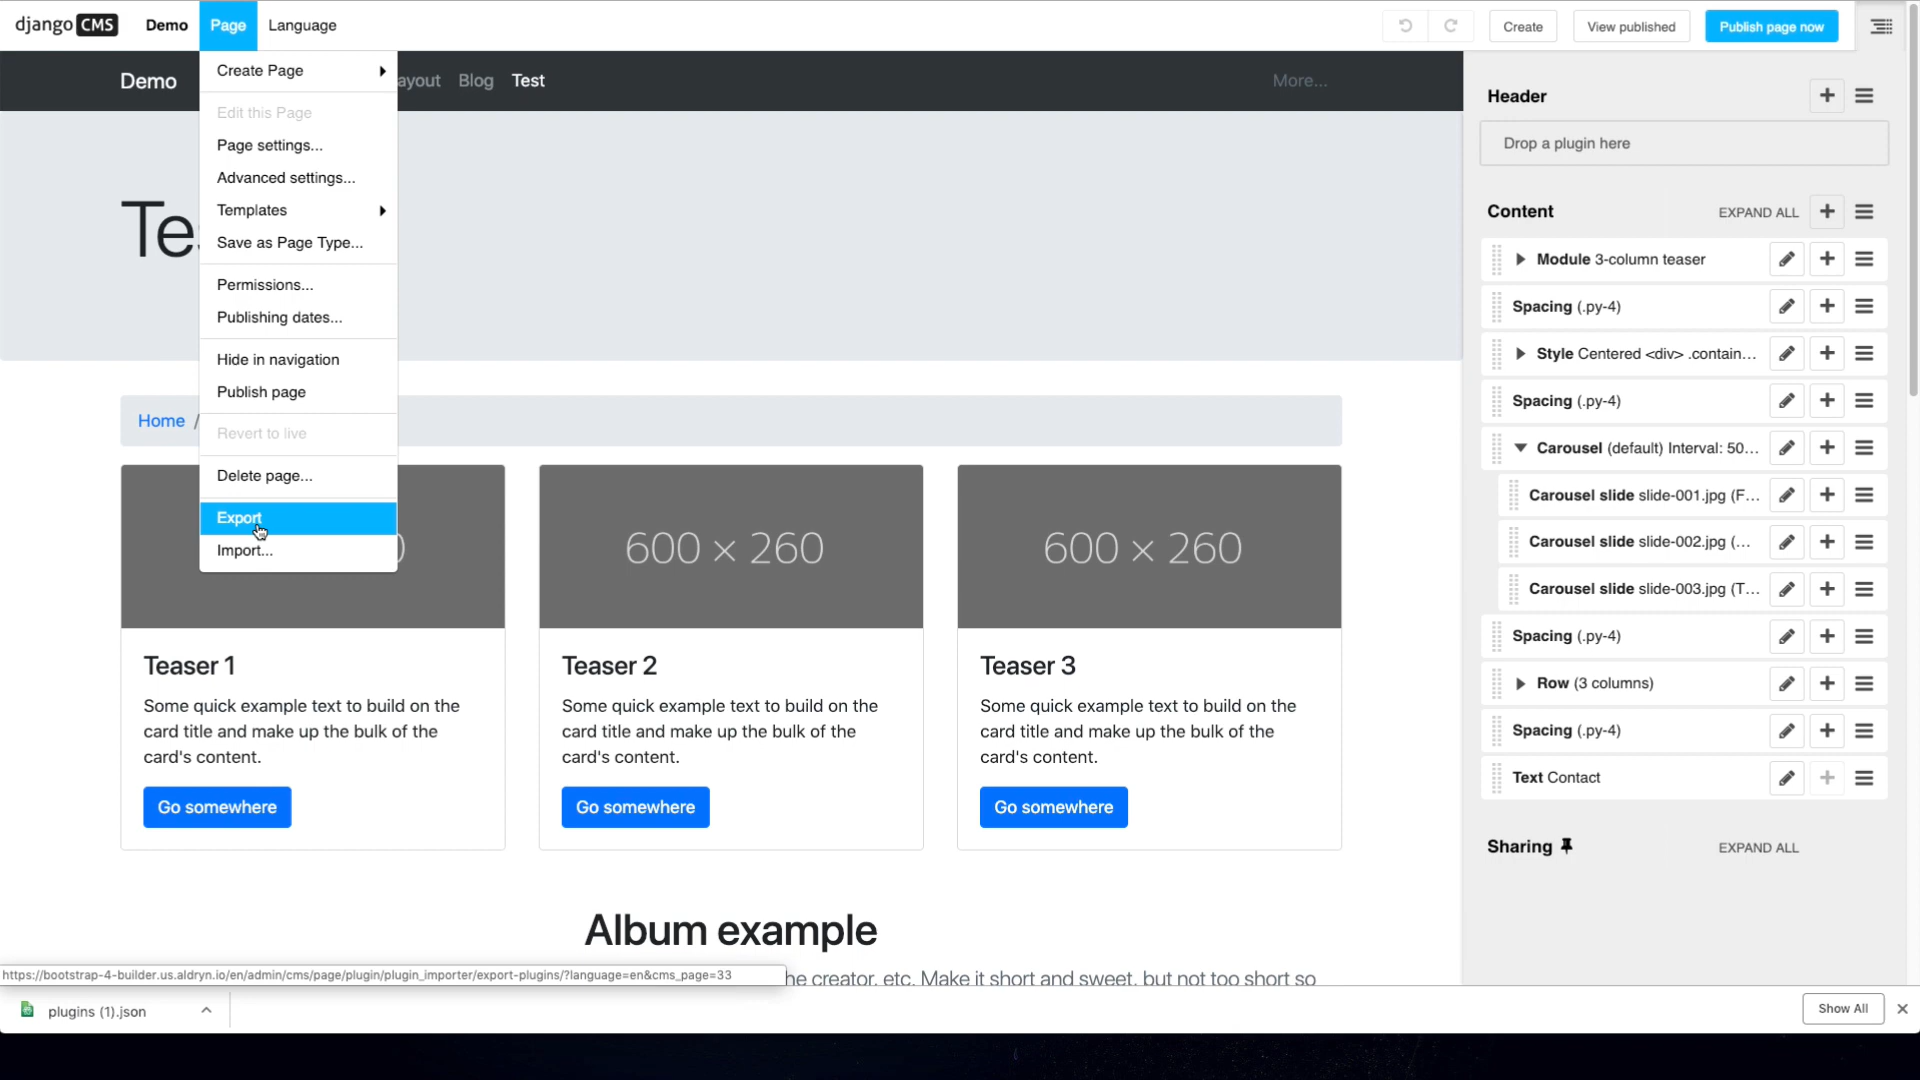 django CMS
Demo
Page
Language
Create
View published
Publish page now
Create Page
Edit this Page
Page settings...
Advanced settings...
Templates
Save as Page Type...
Permissions...
Publishing dates...
Hide in navigation
Publish page
Revert to live
Delete page...
Export
Import...
Demo
ayout
Blog
Test
More...
Tes
Home /
600 × 260
600 × 260
Teaser 1
Some quick example text to build on the
card title and make up the bulk of the
card's content.
Go somewhere
Teaser 2
Some quick example text to build on the
card title and make up the bulk of the
card's content.
Go somewhere
Teaser 3
Some quick example text to build on the
card title and make up the bulk of the
card's content.
Go somewhere
Album example
he creator, etc. Make it short and sweet, but not too short so
https://bootstrap-4-builder.us.aldryn.io/en/admin/cms/page/plugin/plugin_importer/export-plugins/?language=en&cms_page=33
Header
Drop a plugin here
Content
EXPAND ALL
Module 3-column teaser
Spacing (.py-4)
Style Centered <div> .contain...
Spacing (.py-4)
Carousel (default) Interval: 50...
Carousel slide slide-001.jpg (F...
Carousel slide slide-002.jpg (...
Carousel slide slide-003.jpg (T...
Spacing (.py-4)
Row (3 columns)
Spacing (.py-4)
Text Contact
Sharing
EXPAND ALL
plugins (1).json
Show All